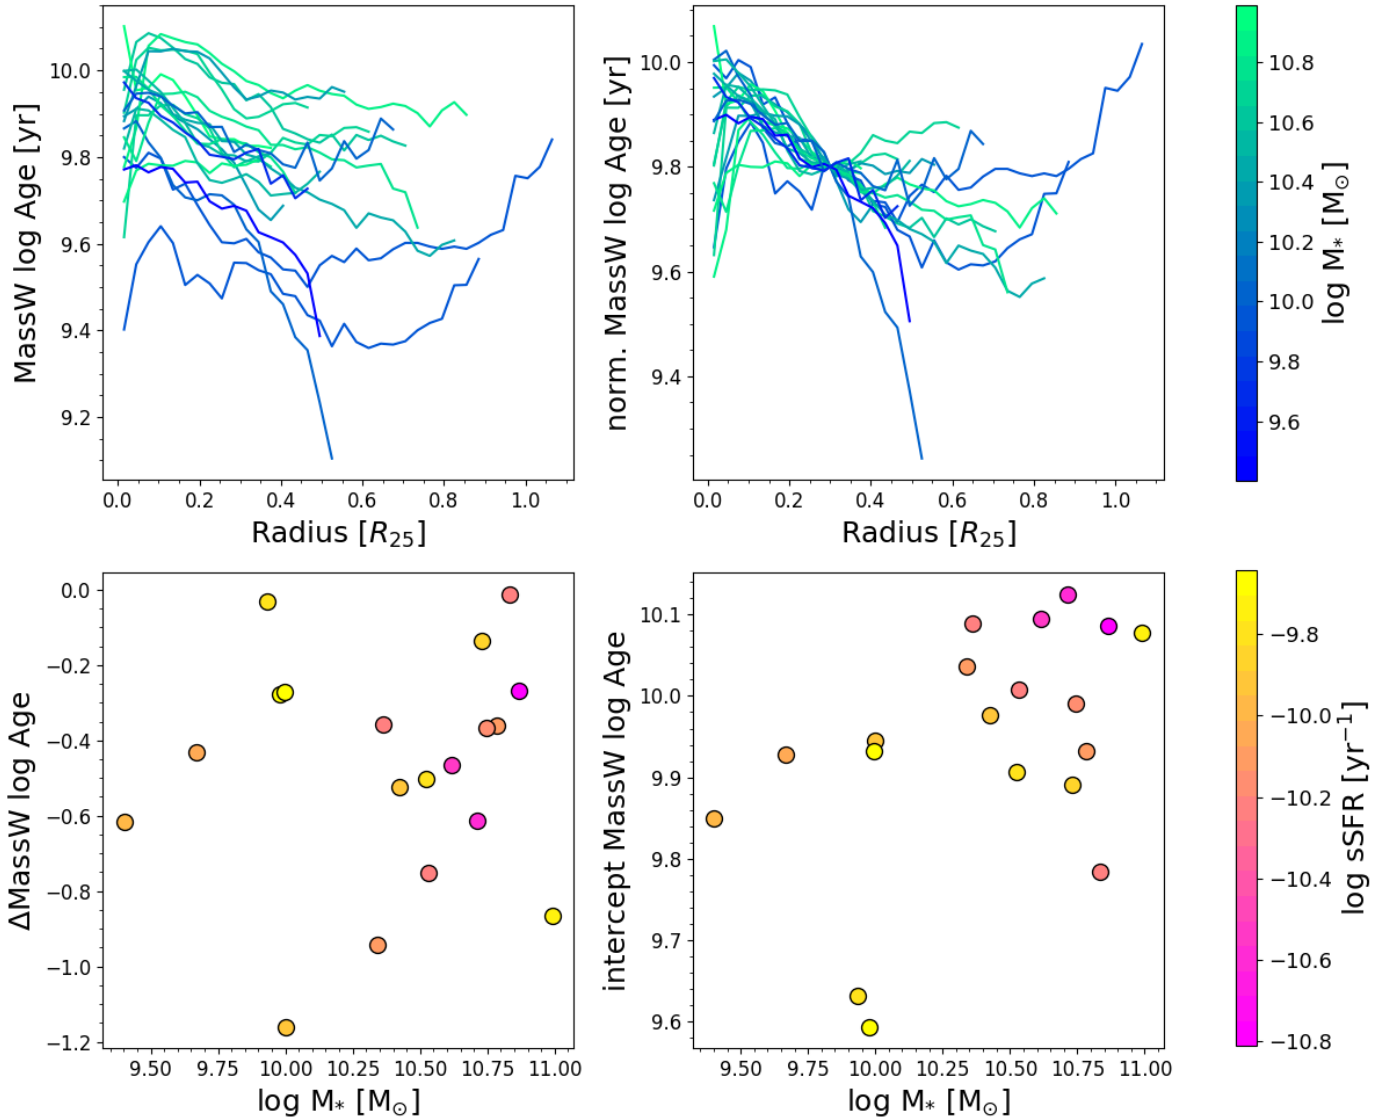 10.0
9.8
9.6
9.4
9.2
MassW log Age [yr]
0.0 0.2 0.4 0.6 0.8 1.0
Radius [R₂₅]
10.0
9.8
9.6
9.4
norm. MassW log Age [yr]
0.0 0.2 0.4 0.6 0.8 1.0
Radius [R₂₅]
10.8
10.6
10.4
10.2
10.0
9.8
9.6
log M* [M⊙]
0.0
−0.2
−0.4
−0.6
−0.8
−1.0
−1.2
ΔMassW log Age
9.50 9.75 10.00 10.25 10.50 10.75 11.00
log M* [M⊙]
10.1
10.0
9.9
9.8
9.7
9.6
intercept MassW log Age
9.50 9.75 10.00 10.25 10.50 10.75 11.00
log M* [M⊙]
−9.8
−10.0
−10.2
−10.4
−10.6
−10.8
log sSFR [yr⁻¹]